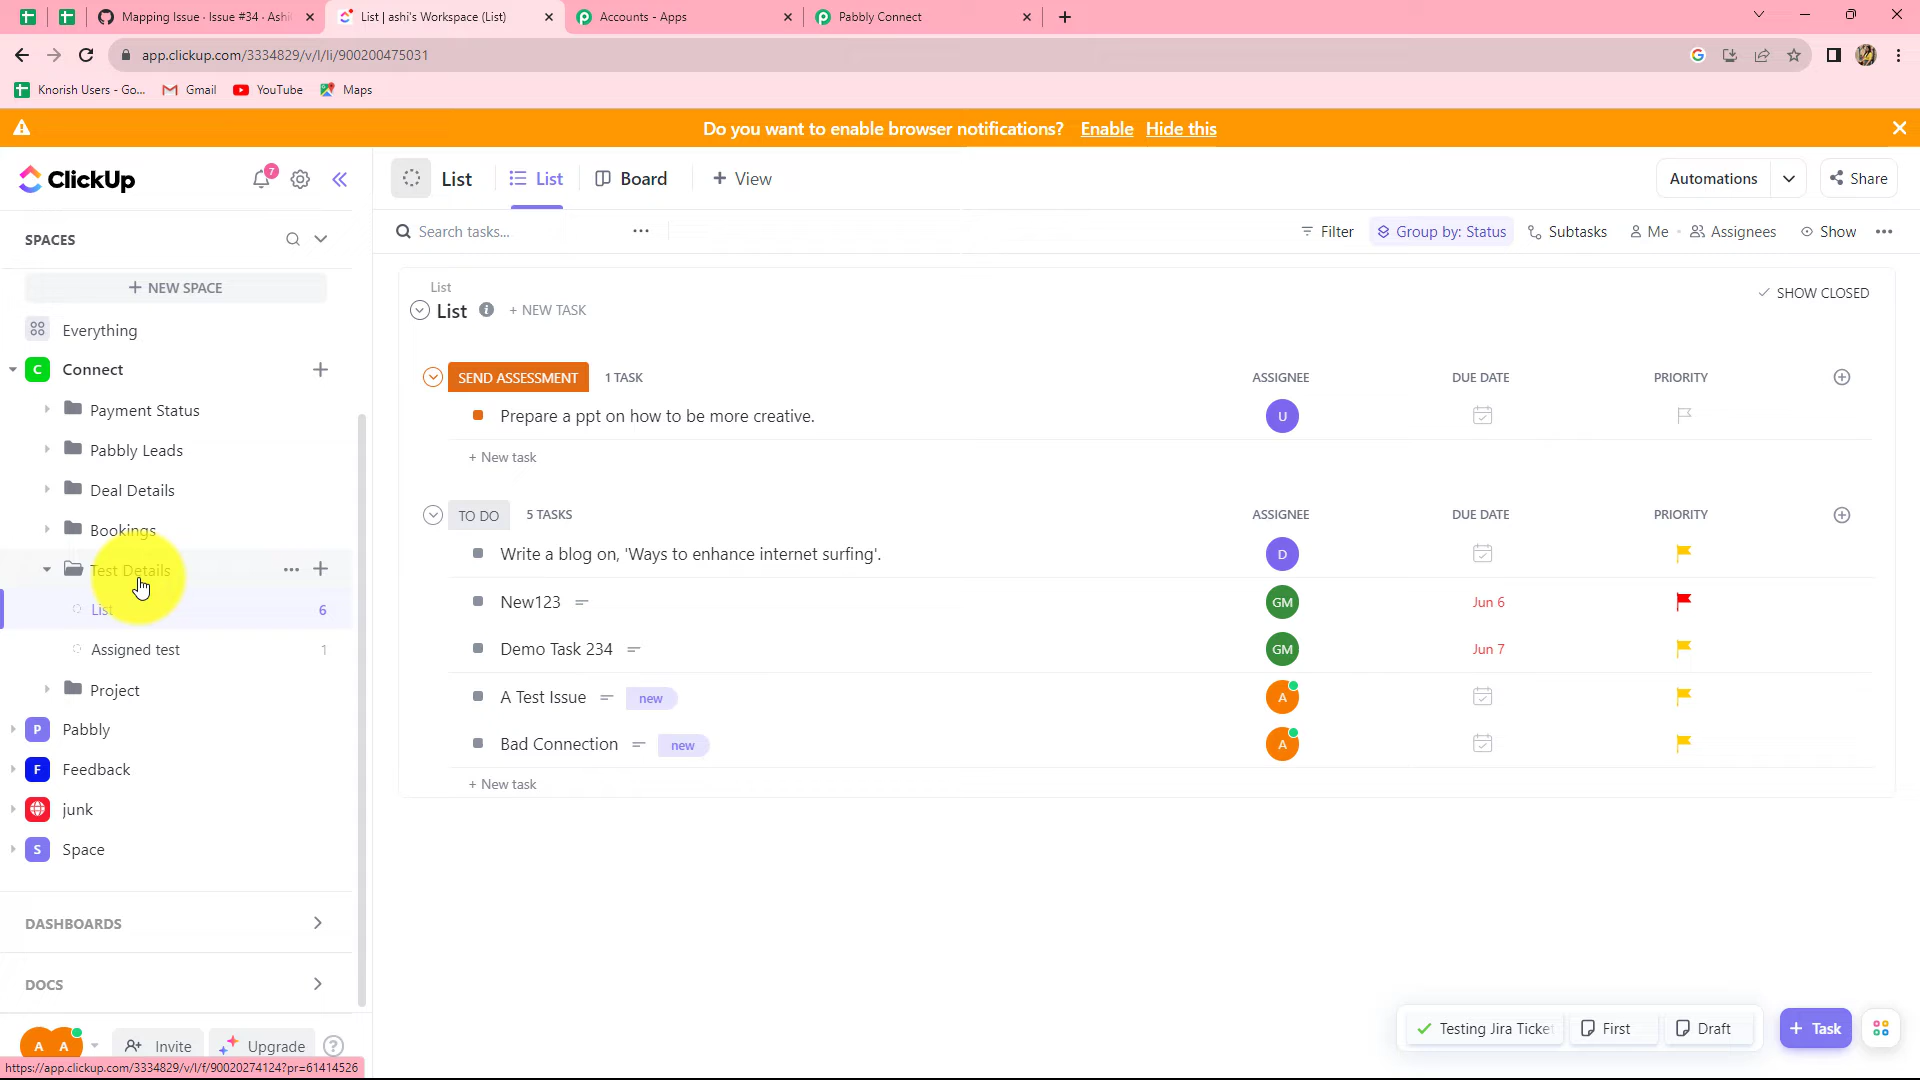 Mapping Issue · Issue #34 · Ashi
List | ashi's Workspace (List)
Accounts - Apps
Pabbly Connect
app.clickup.com/3334829/v/l/li/900200475031
Knorish Users - Go...
Gmail
YouTube
Maps
Do you want to enable browser notifications? Enable Hide this
ClickUp
7
List
List
Board
+ View
Automations
Share
SPACES
Search tasks...
Filter
Group by: Status
Subtasks
Me
Assignees
Show
+ NEW SPACE
Everything
C Connect
Payment Status
Pabbly Leads
Deal Details
Bookings
Test Details
List 6
Assigned test 1
Project
P Pabbly
F Feedback
junk
S Space
DASHBOARDS
DOCS
A A
Invite
Upgrade
?
https://app.clickup.com/3334829/v/l/f/90020274124?pr=61414526
List
List + NEW TASK
SHOW CLOSED
SEND ASSESSMENT 1 TASK ASSIGNEE DUE DATE PRIORITY
Prepare a ppt on how to be more creative. U
+ New task
TO DO 5 TASKS ASSIGNEE DUE DATE PRIORITY
Write a blog on, 'Ways to enhance internet surfing'. D
New123 GM Jun 6
Demo Task 234 GM Jun 7
A Test Issue new A
Bad Connection new A
+ New task
Testing Jira Ticket
First
Draft
+ Task